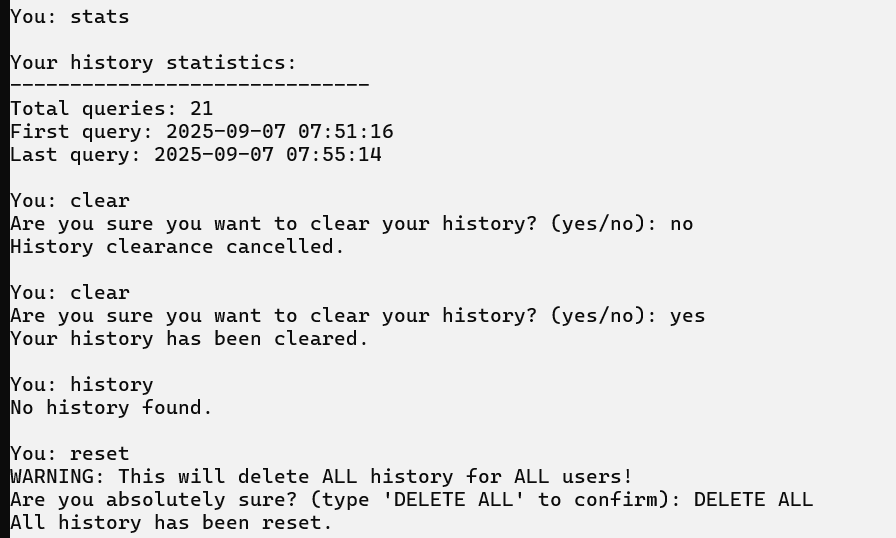 You: stats
Your history statistics:
------------------------------
Total queries: 21
First query: 2025-09-07 07:51:16
Last query: 2025-09-07 07:55:14
You: clear
Are you sure you want to clear your history? (yes/no): no
History clearance cancelled.
You: clear
Are you sure you want to clear your history? (yes/no): yes
Your history has been cleared.
You: history
No history found.
You: reset
WARNING: This will delete ALL history for ALL users!
Are you absolutely sure? (type 'DELETE ALL' to confirm): DELETE ALL
All history has been reset.